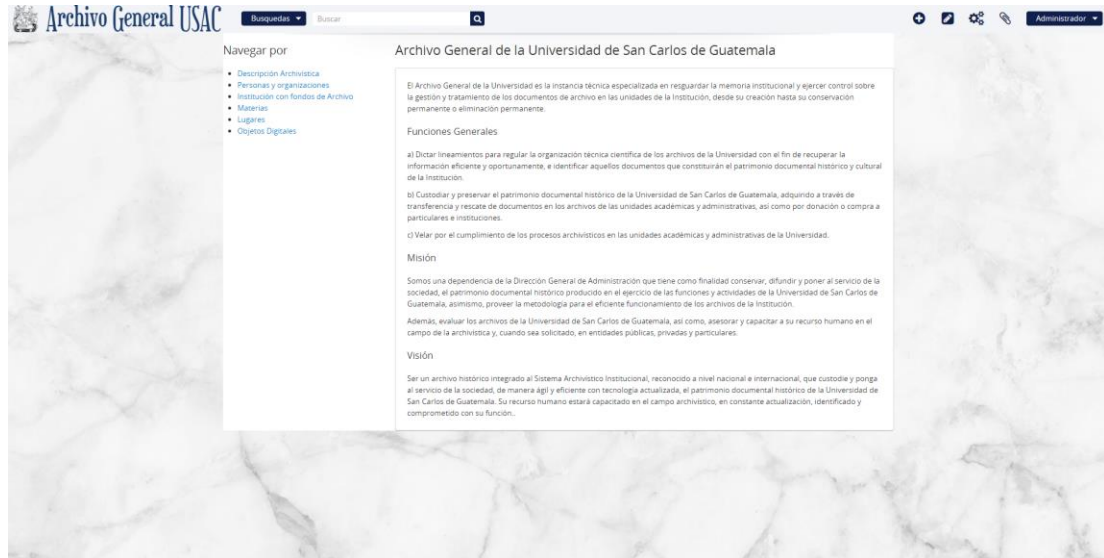 Archivo General USAC
Busquedas
Buscar
Administrador
Navegar por
Descripción Archivística
Personas y organizaciones
Institución con fondos de Archivo
Materias
Lugares
Objetos Digitales
Archivo General de la Universidad de San Carlos de Guatemala
El Archivo General de la Universidad es la instancia técnica especializada en resguardar la memoria institucional y ejercer control sobre
la gestión y tratamiento de los documentos de archivo en las unidades de la Institución, desde su creación hasta su conservación
permanente o eliminación permanente.
Funciones Generales
a) Dictar lineamientos para regular la organización técnica científica de los archivos de la Universidad con el fin de recuperar la
información eficiente y oportunamente, e identificar aquellos documentos que constituirán el patrimonio documental histórico y cultural
de la Institución.
b) Custodiar y preservar el patrimonio documental histórico de la Universidad de San Carlos de Guatemala, adquirido a través de
transferencia y rescate de documentos en los archivos de las unidades académicas y administrativas, así como por donación o compra a
particulares e instituciones.
c) Velar por el cumplimiento de los procesos archivísticos en las unidades académicas y administrativas de la Universidad.
Misión
Somos una dependencia de la Dirección General de Administración que tiene como finalidad conservar, difundir y poner al servicio de la
sociedad, el patrimonio documental histórico producido en el ejercicio de las funciones y actividades de la Universidad de San Carlos de
Guatemala, asimismo, proveer la metodología para el eficiente funcionamiento de los archivos de la Institución.
Además, evaluar los archivos de la Universidad de San Carlos de Guatemala, así como, asesorar y capacitar a su recurso humano en el
campo de la archivística y, cuando sea solicitado, en entidades públicas, privadas y particulares.
Visión
Ser un archivo histórico integrado al Sistema Archivístico Institucional, reconocido a nivel nacional e internacional, que custodie y ponga
al servicio de la sociedad, de manera ágil y eficiente con tecnología actualizada, el patrimonio documental histórico de la Universidad de
San Carlos de Guatemala. Su recurso humano estará capacitado en el campo archivístico, en constante actualización, identificado y
comprometido con su función..